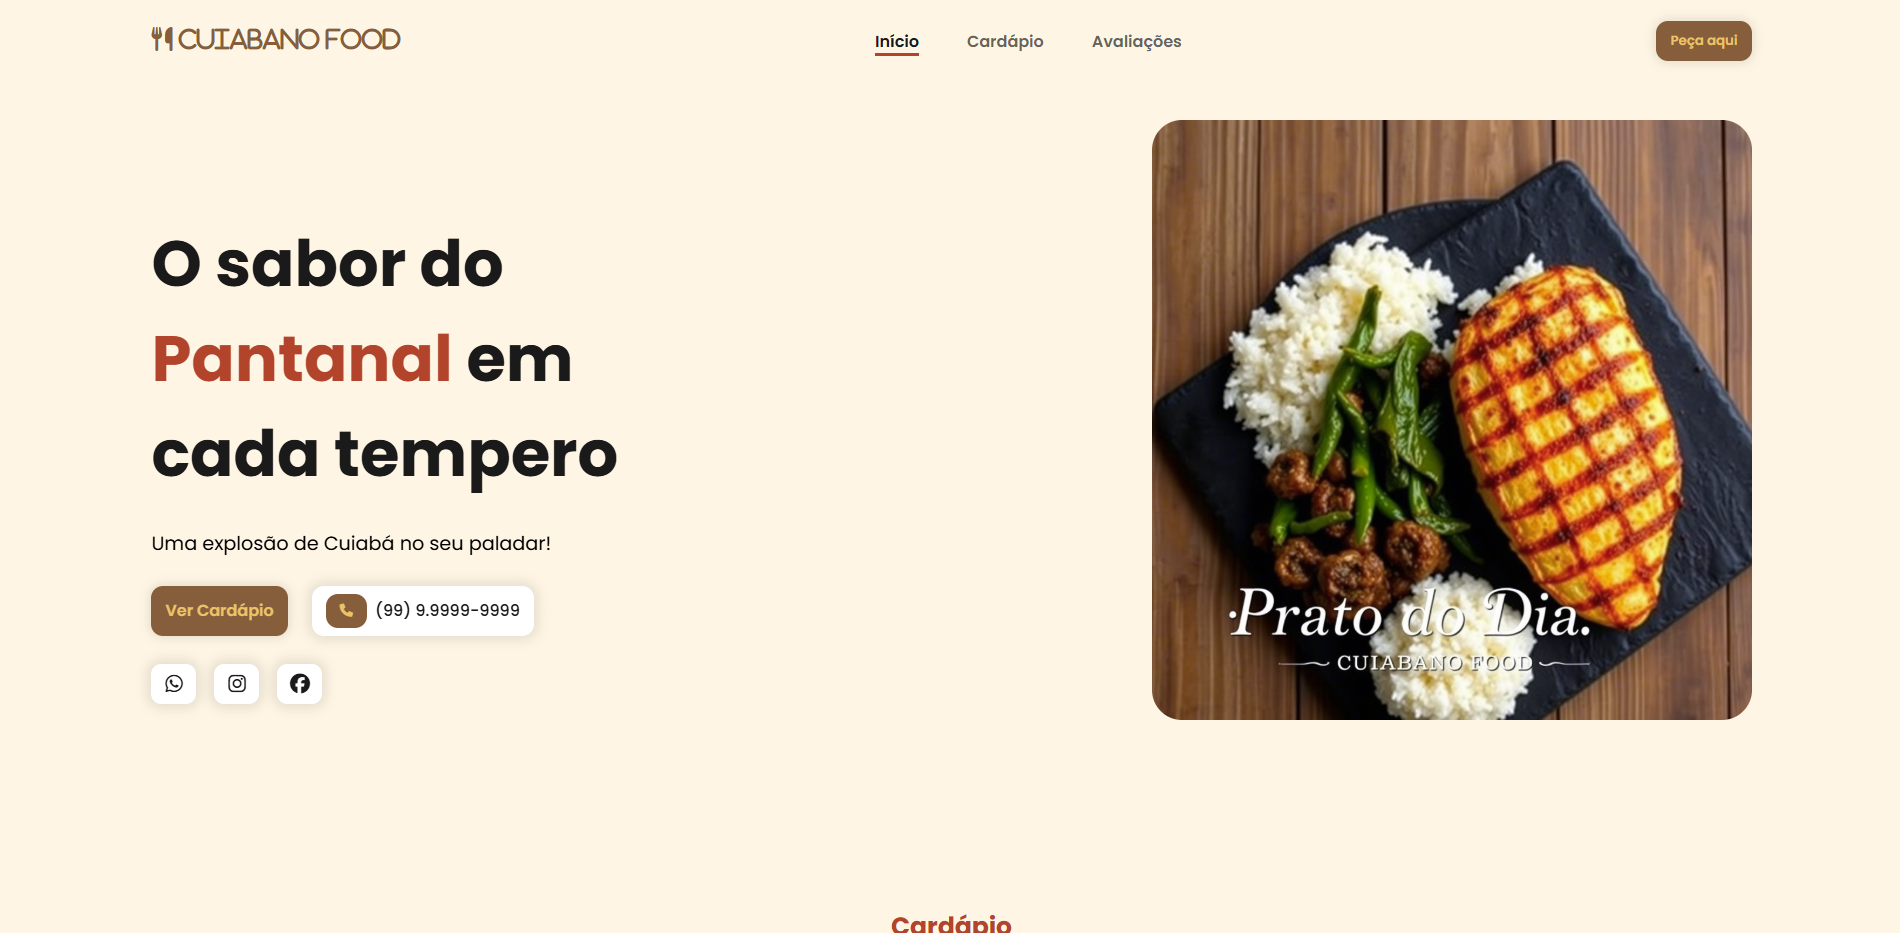 CUIABANO FOOD
Início
Cardápio
Avaliações
Peça aqui
O sabor do
Pantanal em
cada tempero
Uma explosão de Cuiabá no seu paladar!
Ver Cardápio
(99) 9.9999-9999
·Prato do Dia.
CUIABANO FOOD
Cardápio